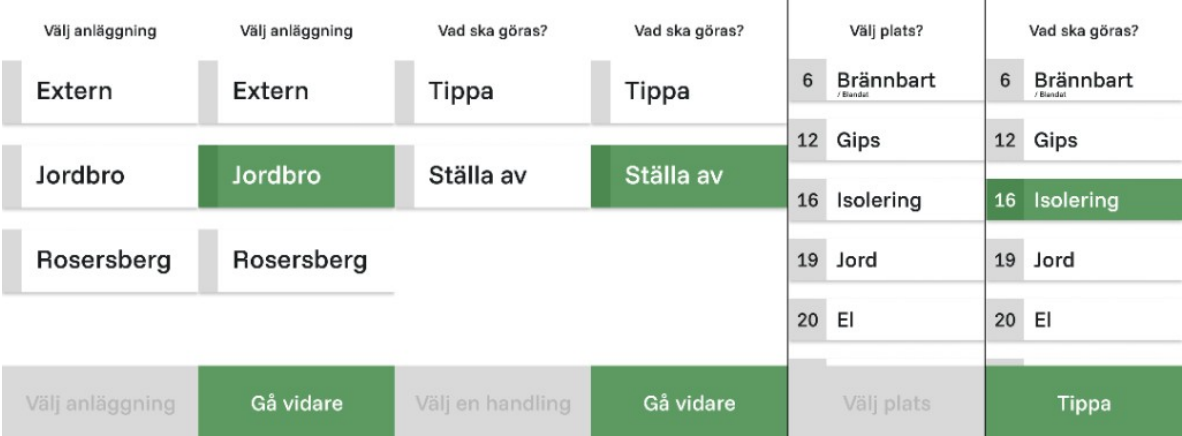 Välj anläggning
Extern
Jordbro
Rosersberg
Välj anläggning
Välj anläggning
Extern
Jordbro
Rosersberg
Gå vidare
Vad ska göras?
Tippa
Ställa av
Välj en handling
Vad ska göras?
Tippa
Ställa av
Gå vidare
Välj plats?
6 Brännbart
/ Blandat
12 Gips
16 Isolering
19 Jord
20 El
Välj plats
Vad ska göras?
6 Brännbart
/ Blandat
12 Gips
16 Isolering
19 Jord
20 El
Tippa